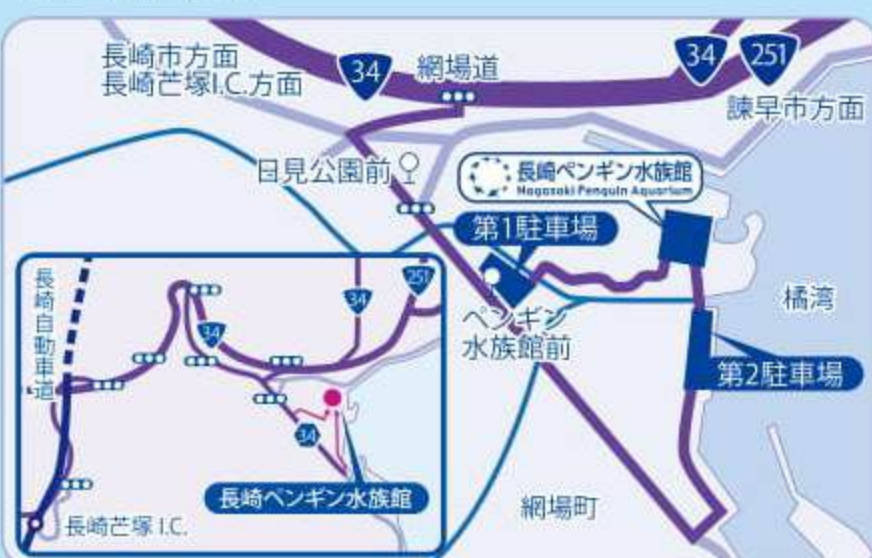 長崎市方面
長崎芒塚I.C.方面
34
網場道
34
251
諫早市方面
日見公園前
長崎ペンギン水族館
Nagasaki Penguin Aquarium
第1駐車場
ペンギン
水族館前
橘湾
第2駐車場
網場町
長崎自動車道
34
34
251
34
長崎ペンギン水族館
長崎芒塚I.C.